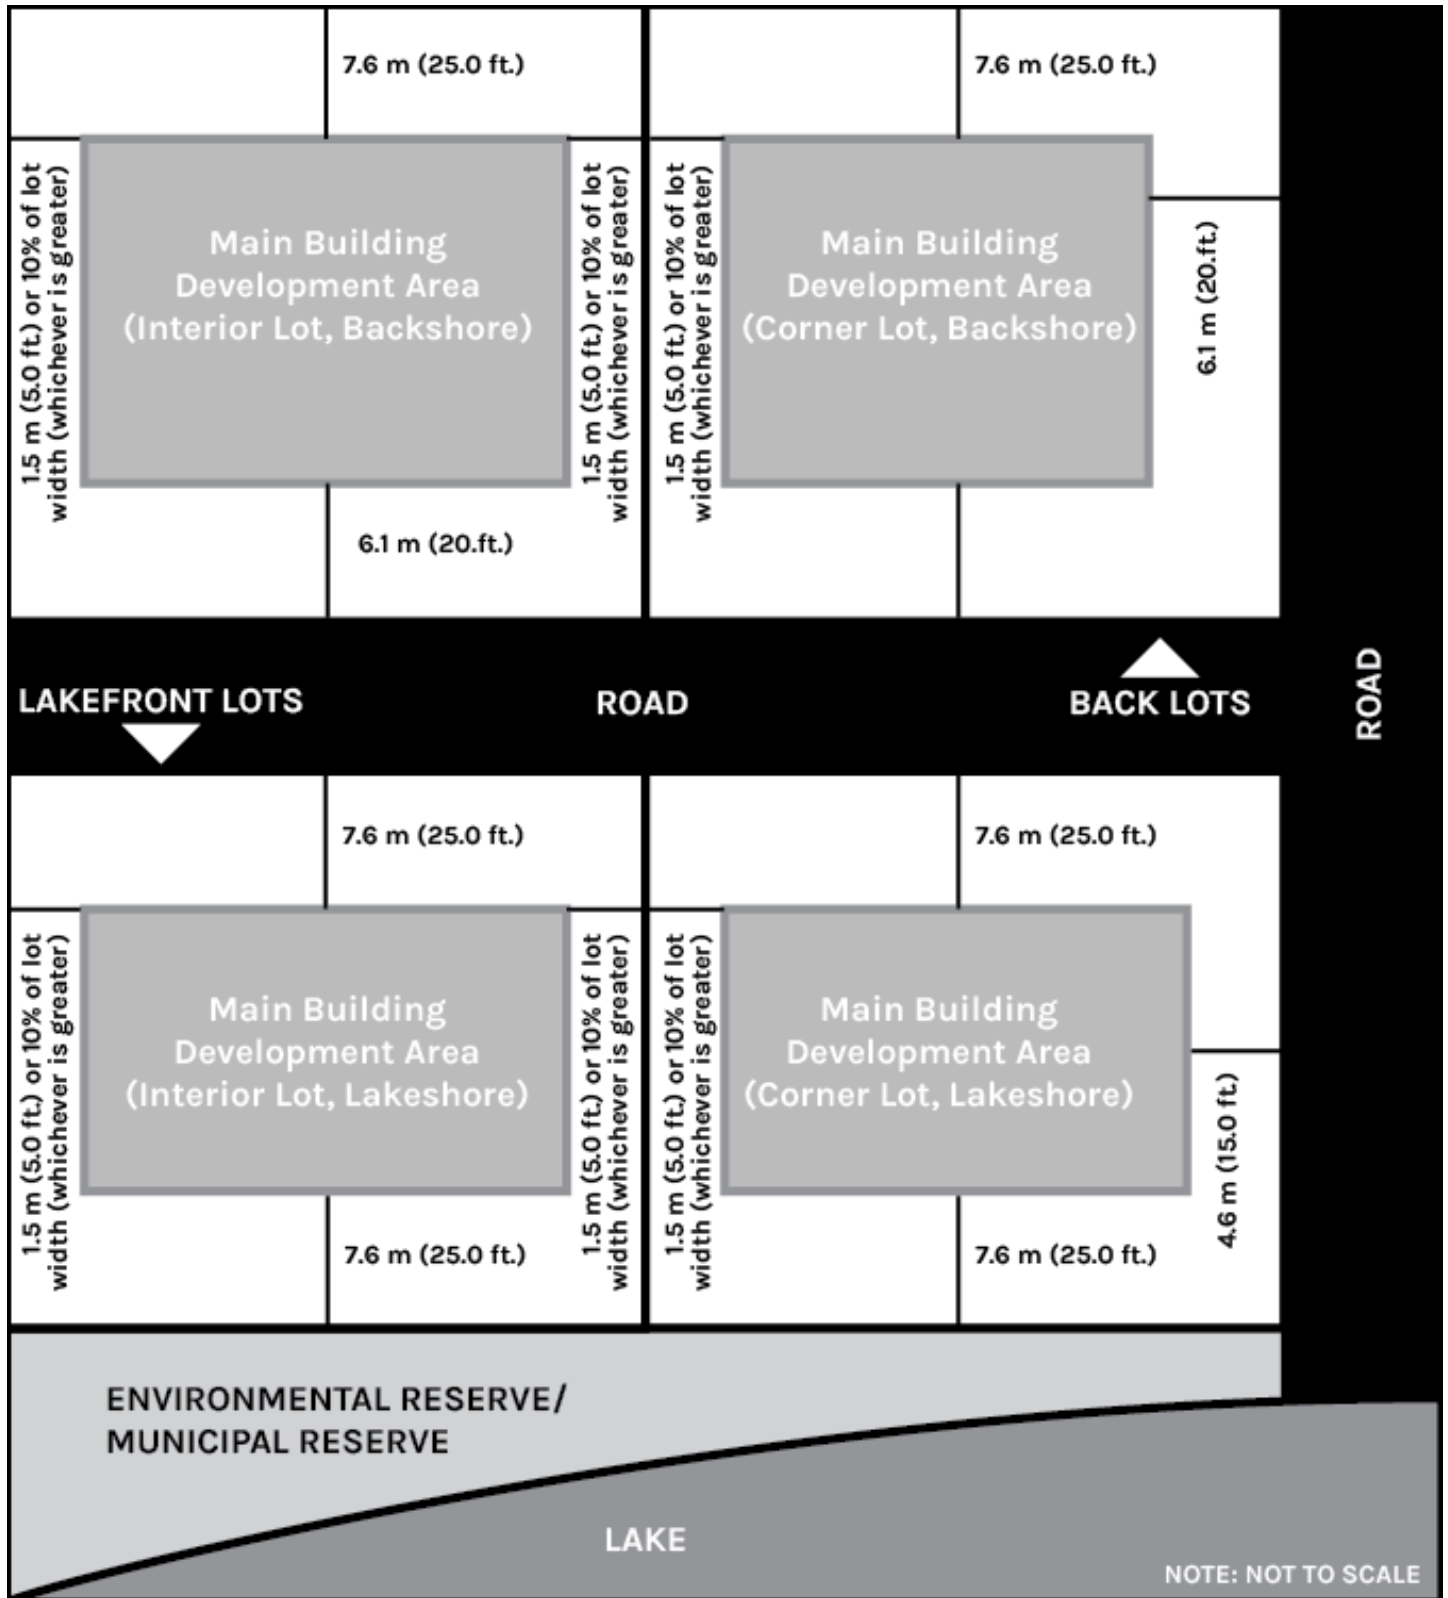 7.6 m (25.0 ft.)
7.6 m (25.0 ft.)
1.5 m (5.0 ft.) or 10% of lot
width (whichever is greater)
Main Building
Development Area
(Interior Lot, Backshore)
1.5 m (5.0 ft.) or 10% of lot
width (whichever is greater)
1.5 m (5.0 ft.) or 10% of lot
width (whichever is greater)
Main Building
Development Area
(Corner Lot, Backshore)
6.1 m (20.ft.)
6.1 m (20.ft.)
LAKEFRONT LOTS
ROAD
BACK LOTS
ROAD
7.6 m (25.0 ft.)
7.6 m (25.0 ft.)
1.5 m (5.0 ft.) or 10% of lot
width (whichever is greater)
Main Building
Development Area
(Interior Lot, Lakeshore)
1.5 m (5.0 ft.) or 10% of lot
width (whichever is greater)
1.5 m (5.0 ft.) or 10% of lot
width (whichever is greater)
Main Building
Development Area
(Corner Lot, Lakeshore)
4.6 m (15.0 ft.)
7.6 m (25.0 ft.)
7.6 m (25.0 ft.)
ENVIRONMENTAL RESERVE/
MUNICIPAL RESERVE
LAKE
NOTE: NOT TO SCALE